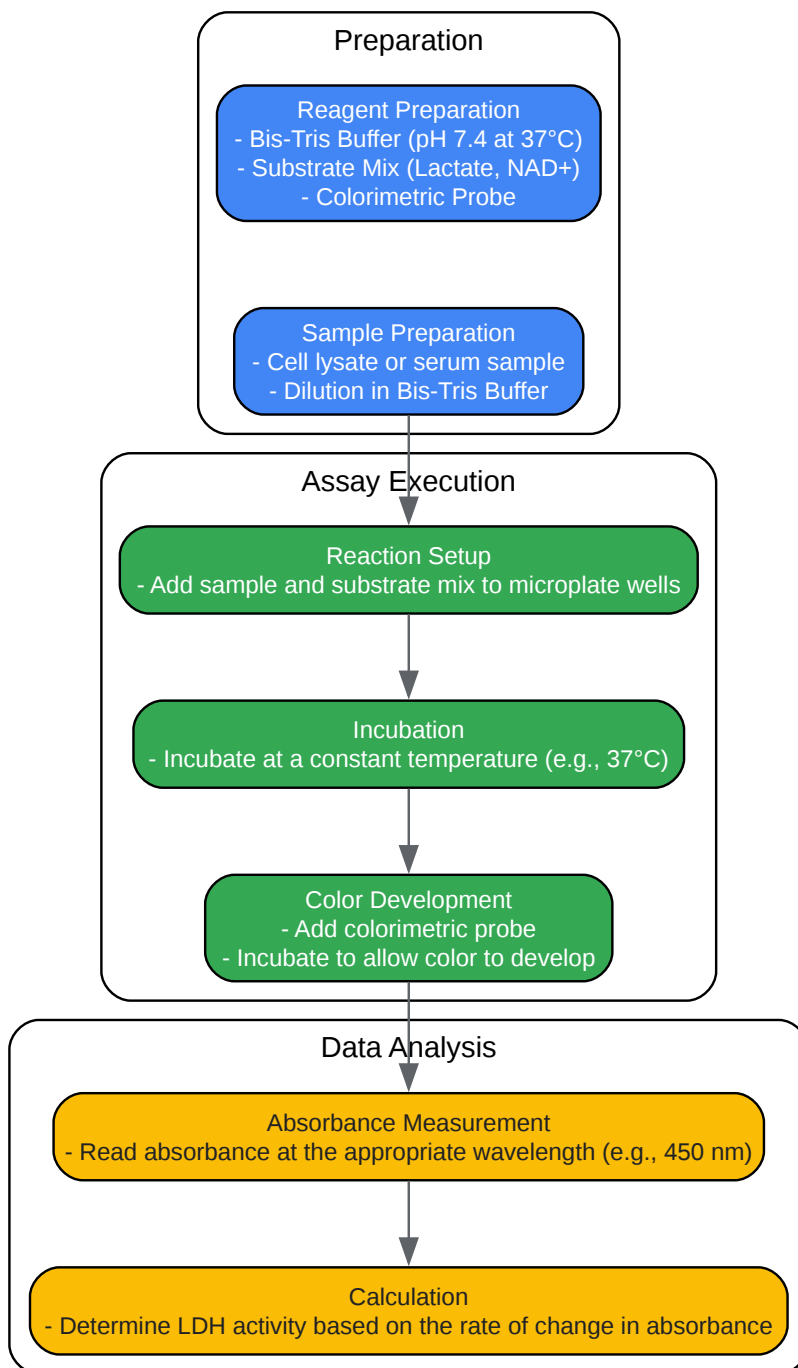 Preparation
Reagent Preparation
- Bis-Tris Buffer (pH 7.4 at 37°C)
- Substrate Mix (Lactate, NAD+)
- Colorimetric Probe
Sample Preparation
- Cell lysate or serum sample
- Dilution in Bis-Tris Buffer
Assay Execution
Reaction Setup
- Add sample and substrate mix to microplate wells
Incubation
- Incubate at a constant temperature (e.g., 37°C)
Color Development
- Add colorimetric probe
- Incubate to allow color to develop
Data Analysis
Absorbance Measurement
- Read absorbance at the appropriate wavelength (e.g., 450 nm)
Calculation
- Determine LDH activity based on the rate of change in absorbance